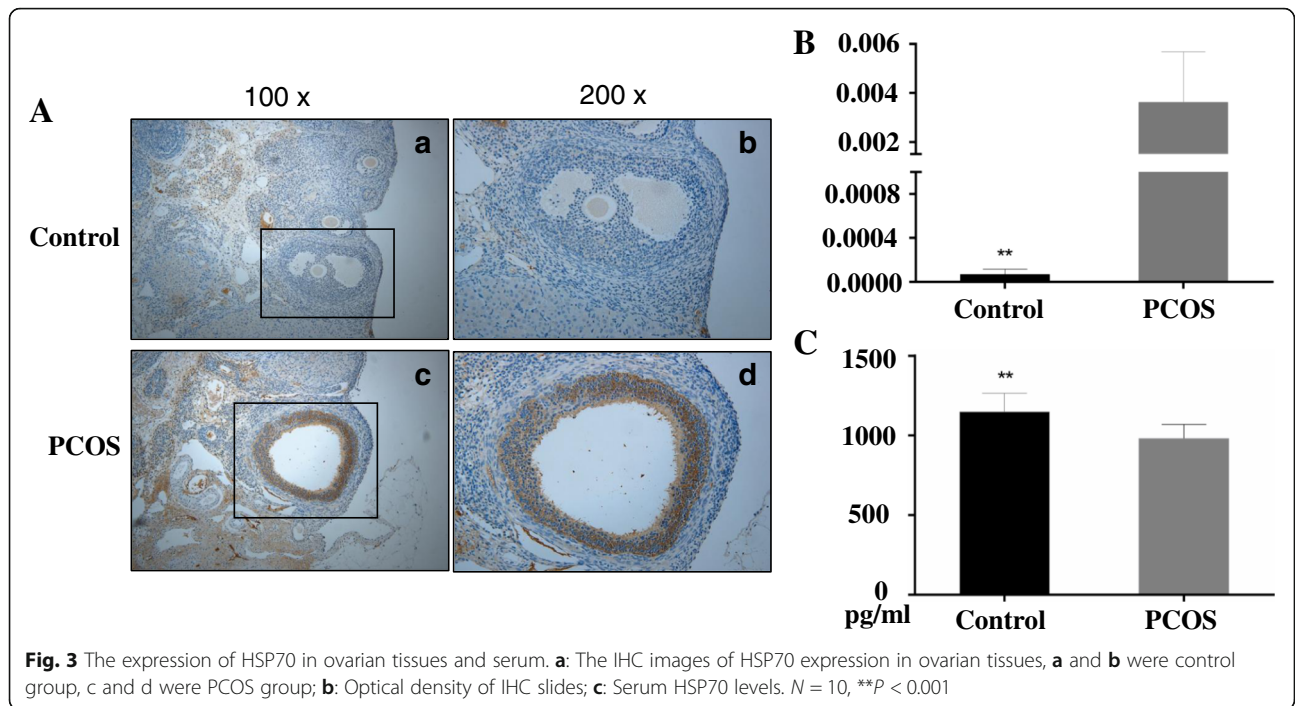 A
100 x
200 x
Control
a
b
PCOS
c
d
B
0.006
0.004
0.002
0.0008
0.0004
0.0000
**
Control
PCOS
C
1500
1000
500
0
pg/ml
**
Control
PCOS
Fig. 3 The expression of HSP70 in ovarian tissues and serum. a: The IHC images of HSP70 expression in ovarian tissues, a and b were control
group, c and d were PCOS group; b: Optical density of IHC slides; c: Serum HSP70 levels. N = 10, **P < 0.001